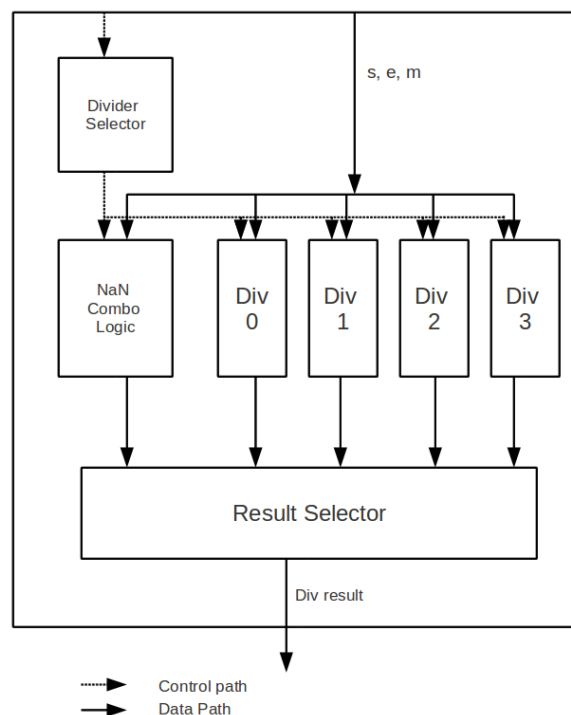 s, e, m
Divider
Selector
NaN
Combo
Logic
Div
0
Div
1
Div
2
Div
3
Result Selector
Div result
Control path
Data Path